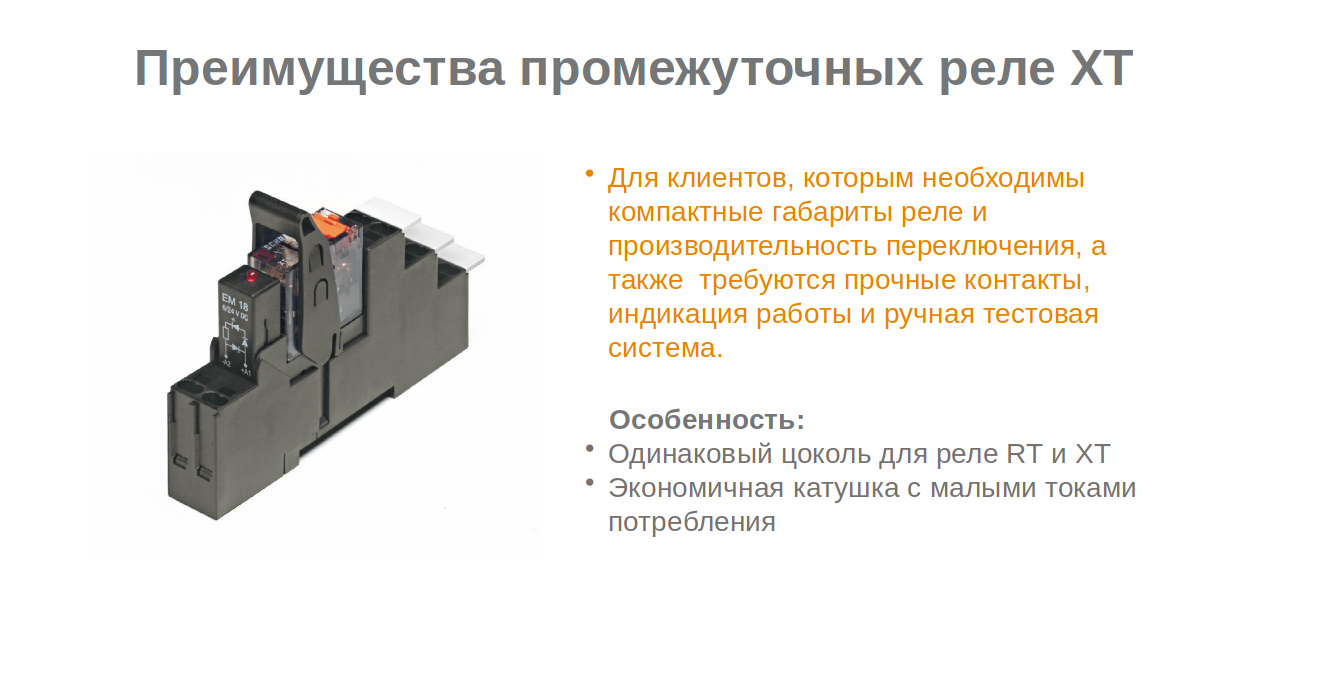 Преимущества промежуточных реле XT
• Для клиентов, которым необходимы
компактные габариты реле и
производительность переключения, а
также  требуются прочные контакты,
индикация работы и ручная тестовая
система.
Особенность:
• Одинаковый цоколь для реле RT и XT
• Экономичная катушка с малыми токами
потребления
EM 18
6/24 V DC
-A2
+A1